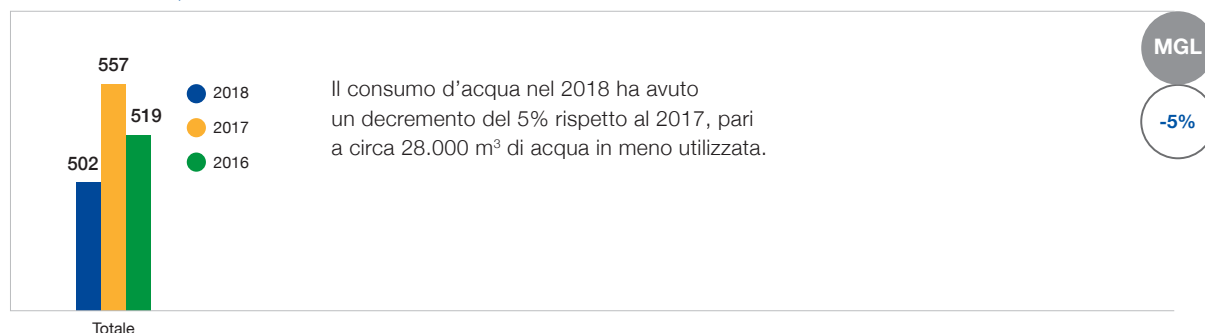 557
519
502
2018
2017
2016
Totale
Il consumo d’acqua nel 2018 ha avuto
un decremento del 5% rispetto al 2017, pari
a circa 28.000 m³ di acqua in meno utilizzata.
MGL
-5%